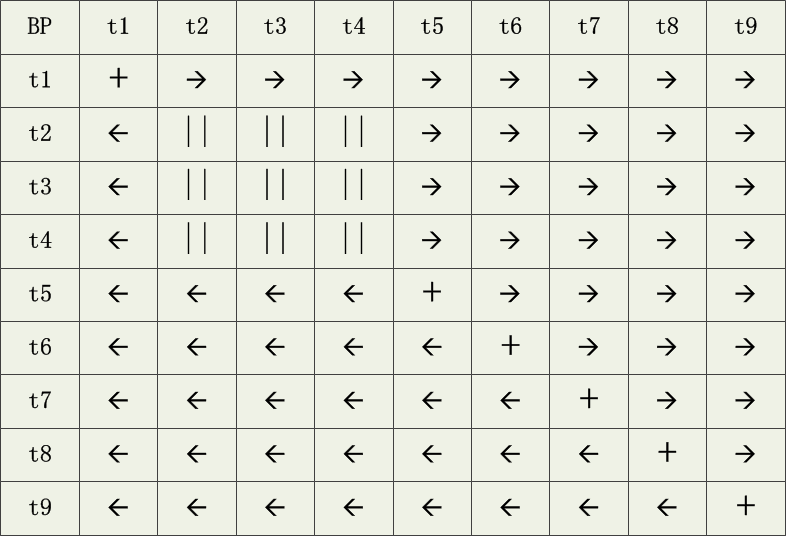 BP t1 t2 t3 t4 t5 t6 t7 t8 t9
t1 + → → → → → → → →
t2 ← || || || → → → → →
t3 ← || || || → → → → →
t4 ← || || || → → → → →
t5 ← ← ← ← + → → → →
t6 ← ← ← ← ← + → → →
t7 ← ← ← ← ← ← + → →
t8 ← ← ← ← ← ← ← + →
t9 ← ← ← ← ← ← ← ← +